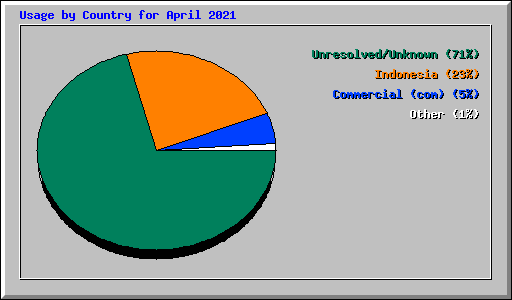 Usage by Country for April 2021
Unresolved/Unknown (71%)
Indonesia (23%)
Commercial (com) (5%)
Other (1%)